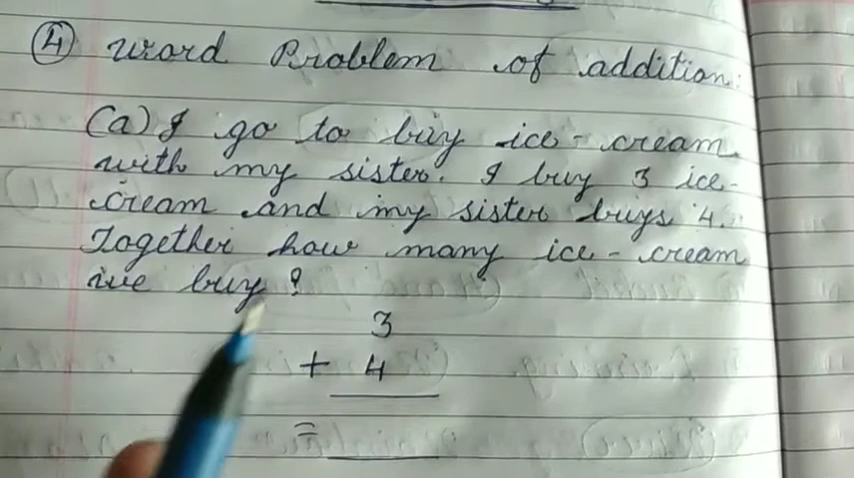 4 Word Problem of addition:
(a) I go to buy ice-cream
with my sister. I buy 3 ice-
cream and my sister buys 4.
Together how many ice-cream
we buy?
3
+ 4
=